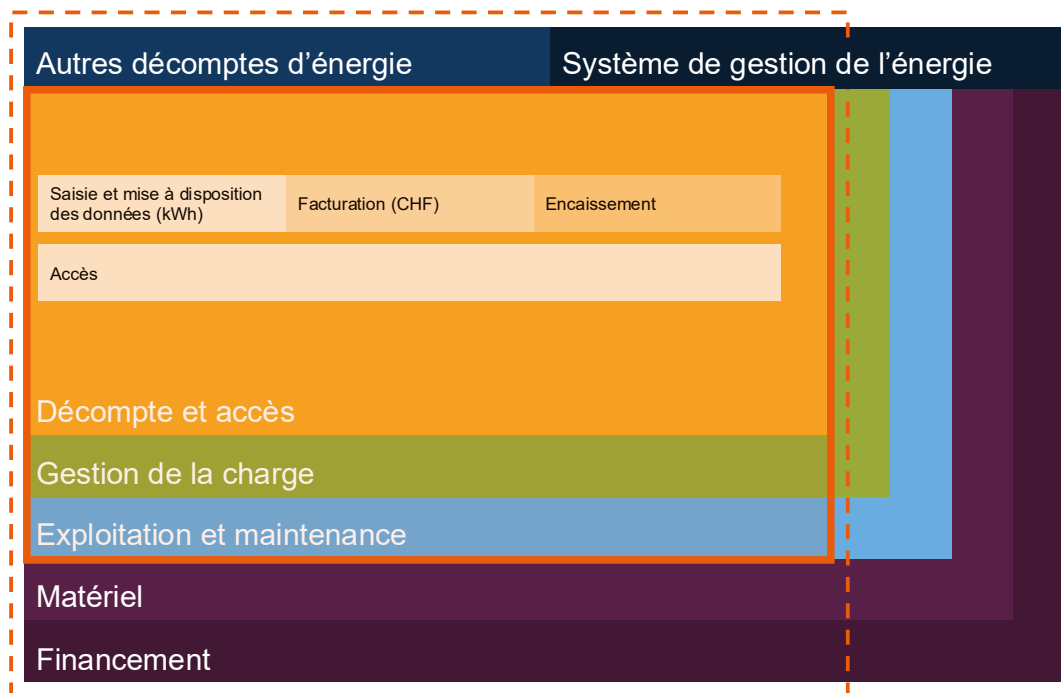 Autres décomptes d’énergie
Système de gestion de l’énergie
Saisie et mise à disposition
des données (kWh)
Facturation (CHF)
Encaissement
Accès
Décompte et accès
Gestion de la charge
Exploitation et maintenance
Matériel
Financement